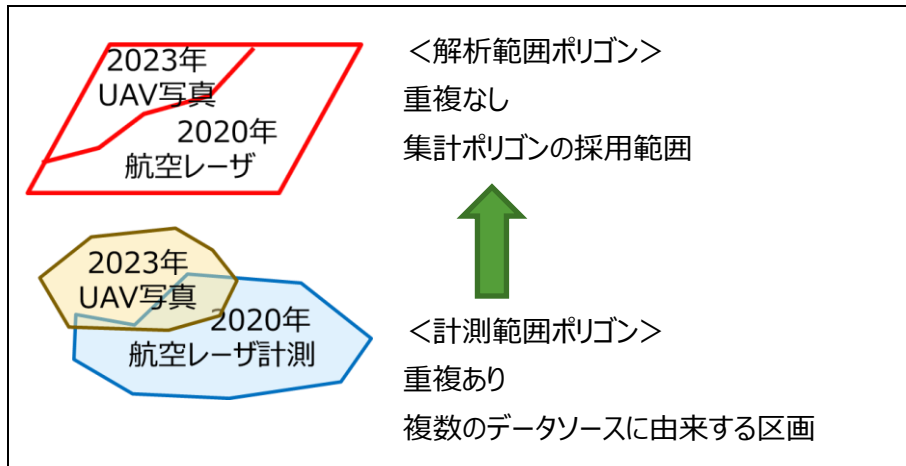 2023年
UAV写真
2020年
航空レーザ
＜解析範囲ポリゴン＞
重複なし
集計ポリゴンの採用範囲
2023年
UAV写真
2020年
航空レーザ計測
＜計測範囲ポリゴン＞
重複あり
複数のデータソースに由来する区画